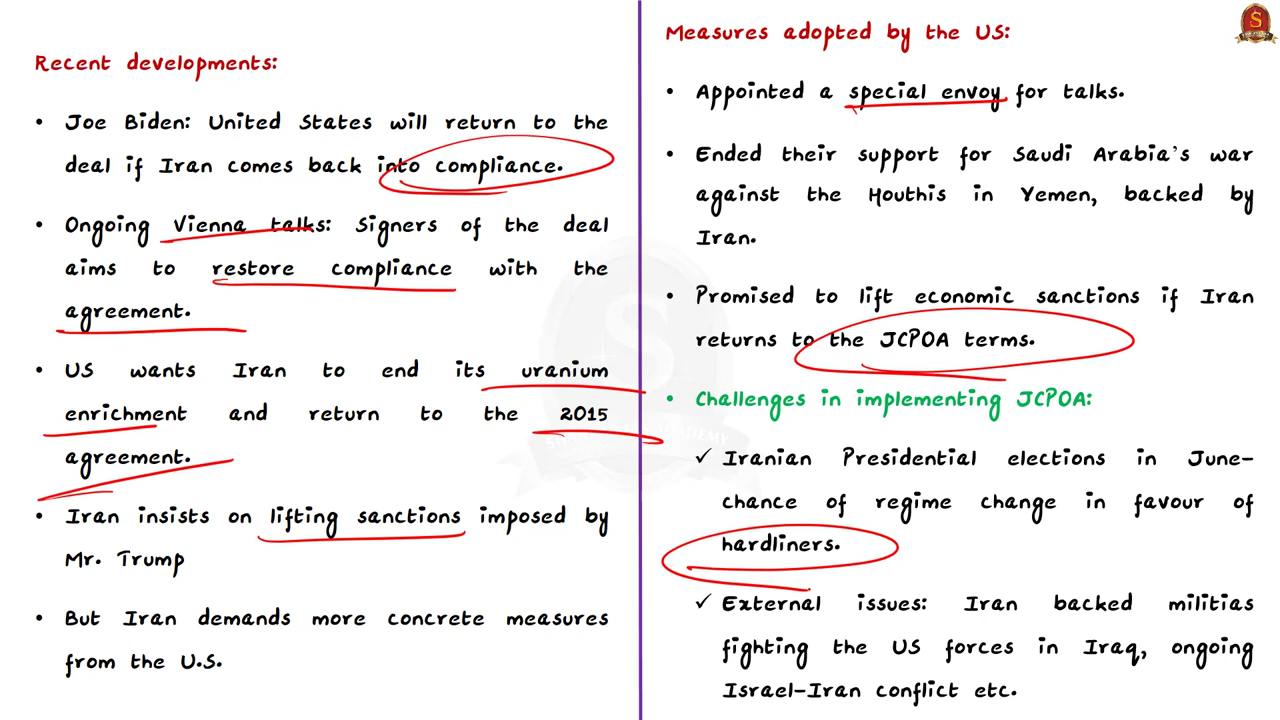 Recent developments:
• Joe Biden: United States will return to the
deal if Iran comes back into compliance.
• Ongoing Vienna talks: Signers of the deal
aims to restore compliance with the
agreement.
• US wants Iran to end its uranium
enrichment and return to the 2015
agreement.
• Iran insists on lifting sanctions imposed by
Mr. Trump
• But Iran demands more concrete measures
from the U.S.
Measures adopted by the US:
• Appointed a special envoy for talks.
• Ended their support for Saudi Arabia's war
against the Houthis in Yemen, backed by
Iran.
• Promised to lift economic sanctions if Iran
returns to the JCPOA terms.
• Challenges in implementing JCPOA:
✓ Iranian Presidential elections in June-
chance of regime change in favour of
hardliners.
✓ External issues: Iran backed militias
fighting the US forces in Iraq, ongoing
Israel-Iran conflict etc.
S